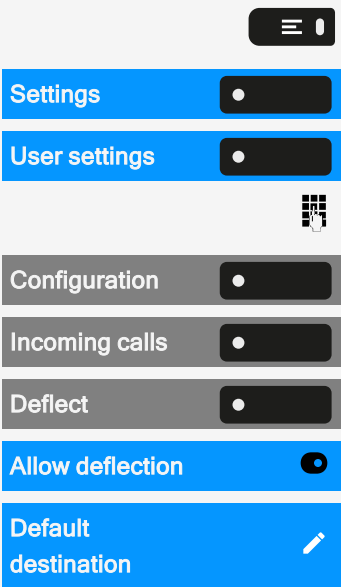 Settings
User settings
Configuration
Incoming calls
Deflect
Allow deflection
Default
destination